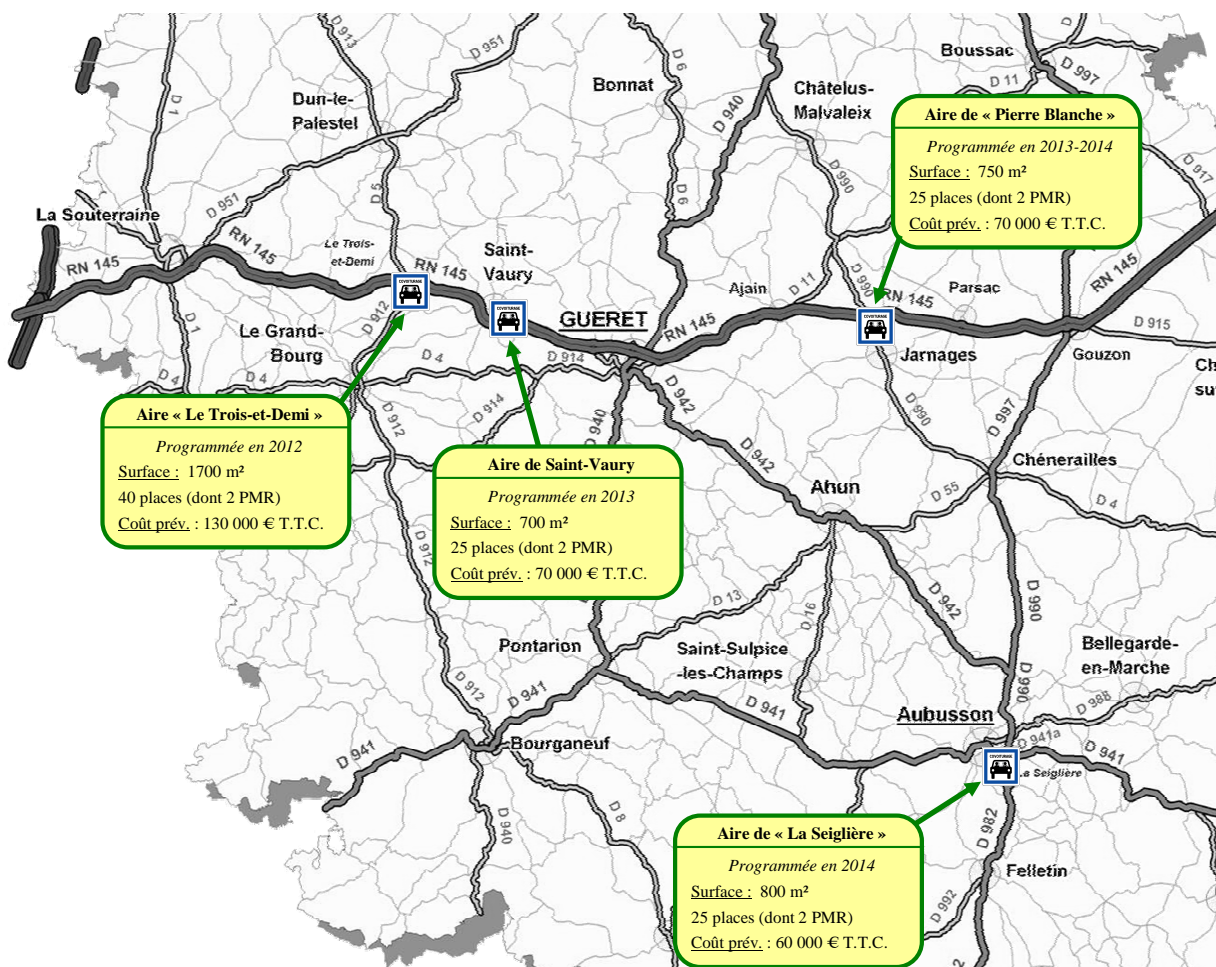 D 913
D 951
D 6
Boussac
D 11
D 997
D 1
Dun-le-
Palestel
Bonnat
D 940
Châtelus-
Malvaleix
Aire de « Pierre Blanche »
Programmée en 2013-2014
Surface : 750 m²
25 places (dont 2 PMR)
Coût prév. : 70 000 € T.T.C.
D 917
D 990
D 5
D 6
La Souterraine
D 951
RN 145
RN 145
Le Trois-
et-Demi
RN 145
Saint-
Vaury
COVOITURAGE
COVOITURAGE
GUERET
RN 145
Ajain
D 11
D 990
RN 145
COVOITURAGE
Parsac
RN 145
D 915
Jarnages
Gouzon
D 1
Le Grand-
Bourg
D 912
D 4
D 914
D 4
D 4
Ch
su
D 942
D 990
D 997
Aire « Le Trois-et-Demi »
Programmée en 2012
Surface : 1700 m²
40 places (dont 2 PMR)
Coût prév. : 130 000 € T.T.C.
D 912
D 914
D 940
Aire de Saint-Vaury
Programmée en 2013
Surface : 700 m²
25 places (dont 2 PMR)
Coût prév. : 70 000 € T.T.C.
D 942
Chénerailles
Ahun
D 55
D 4
D 912
D 13
D 16
D 942
D 990
Pontarion
Saint-Sulpice
-les-Champs
Bellegarde-
en-Marche
D 912
D 941
D 941
D 990
D 988
Aubusson
D 941a
D 941
Bourganeuf
D 941
COVOITURAGE
La Seiglière
D 940
D 8
D 982
Aire de « La Seiglière »
Programmée en 2014
Surface : 800 m²
25 places (dont 2 PMR)
Coût prév. : 60 000 € T.T.C.
Felletin
D 992